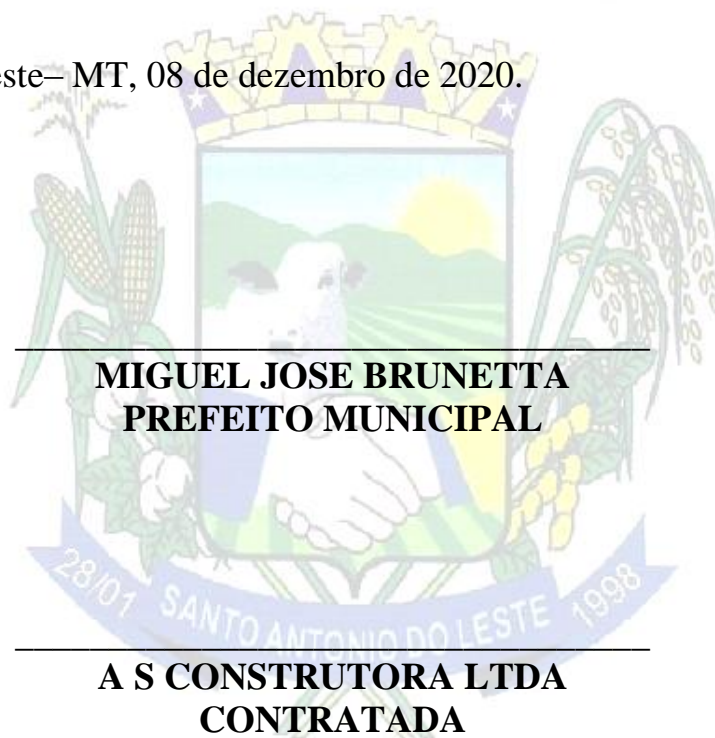 este– MT, 08 de dezembro de 2020.
MIGUEL JOSE BRUNETTA
PREFEITO MUNICIPAL
28/01 SANTO ANTONIO DO LESTE 1998
A S CONSTRUTORA LTDA
CONTRATADA